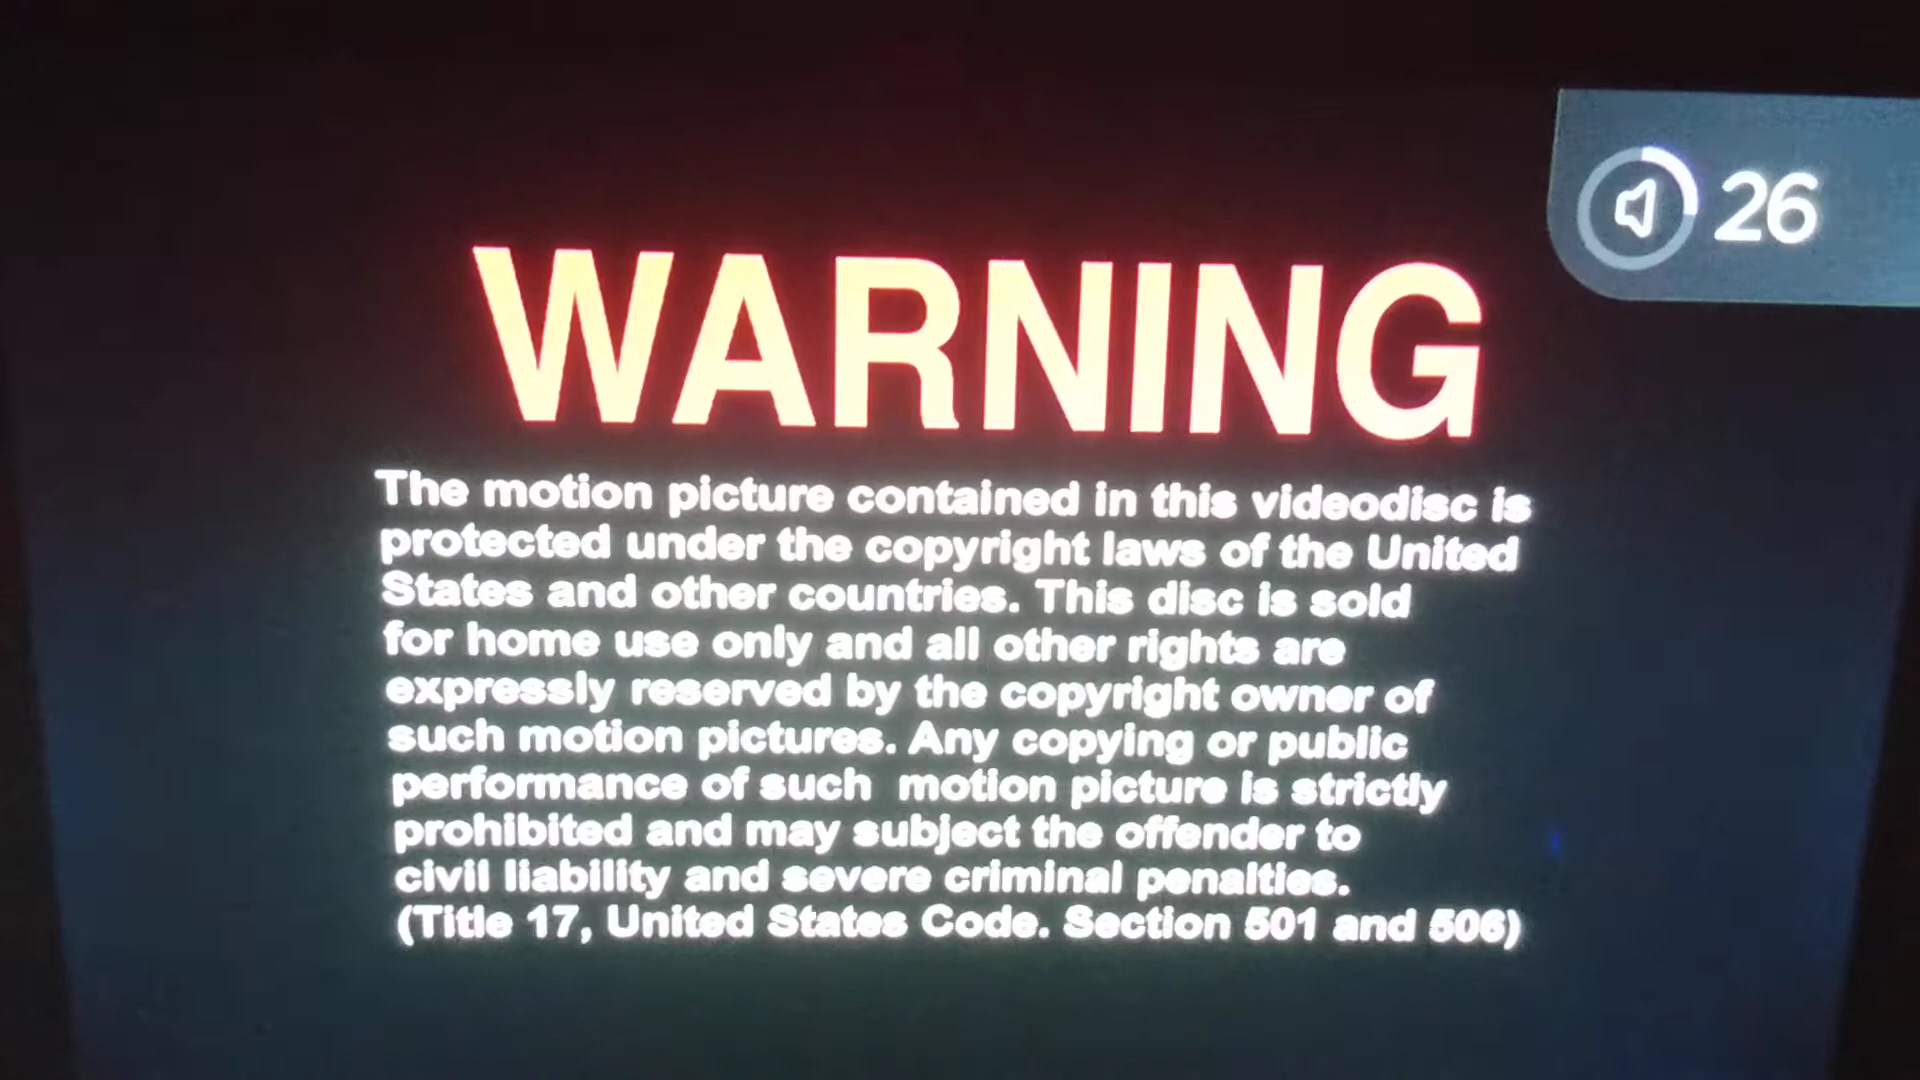 26
WARNING
The motion picture contained in this videodisc is
protected under the copyright laws of the United
States and other countries. This disc is sold
for home use only and all other rights are
expressly reserved by the copyright owner of
such motion pictures. Any copying or public
performance of such motion picture is strictly
prohibited and may subject the offender to
civil liability and severe criminal penalties.
(Title 17, United States Code. Section 501 and 506)